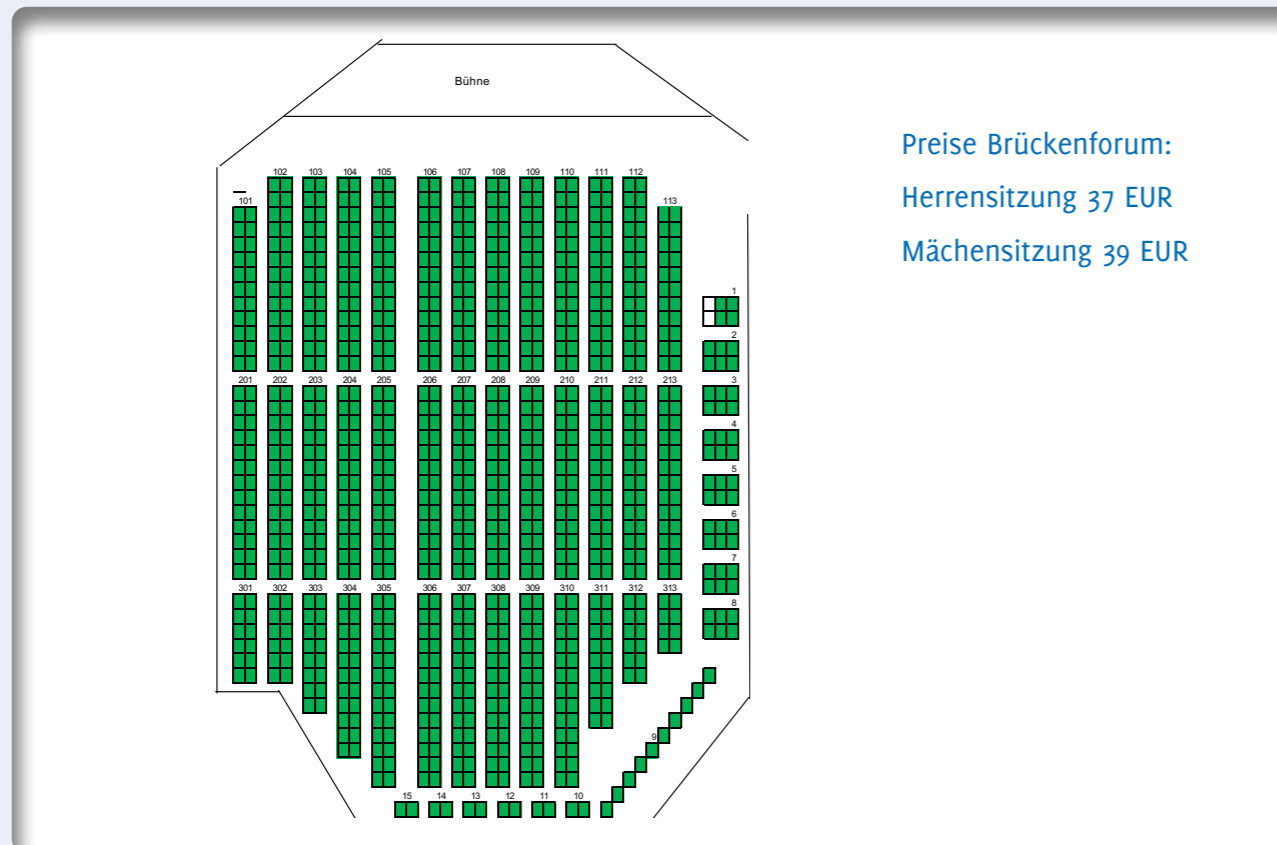 Bühne
Preise Brückenforum:
Herrensitzung 37 EUR
Mächensitzung 39 EUR
102 103 104 105 106 107 108 109 110 111 112
101 113
1
2
201 202 203 204 205 206 207 208 209 210 211 212 213 3
4
5
6
7
301 302 303 304 305 306 307 308 309 310 311 312 313
8
9
15 14 13 12 11 10